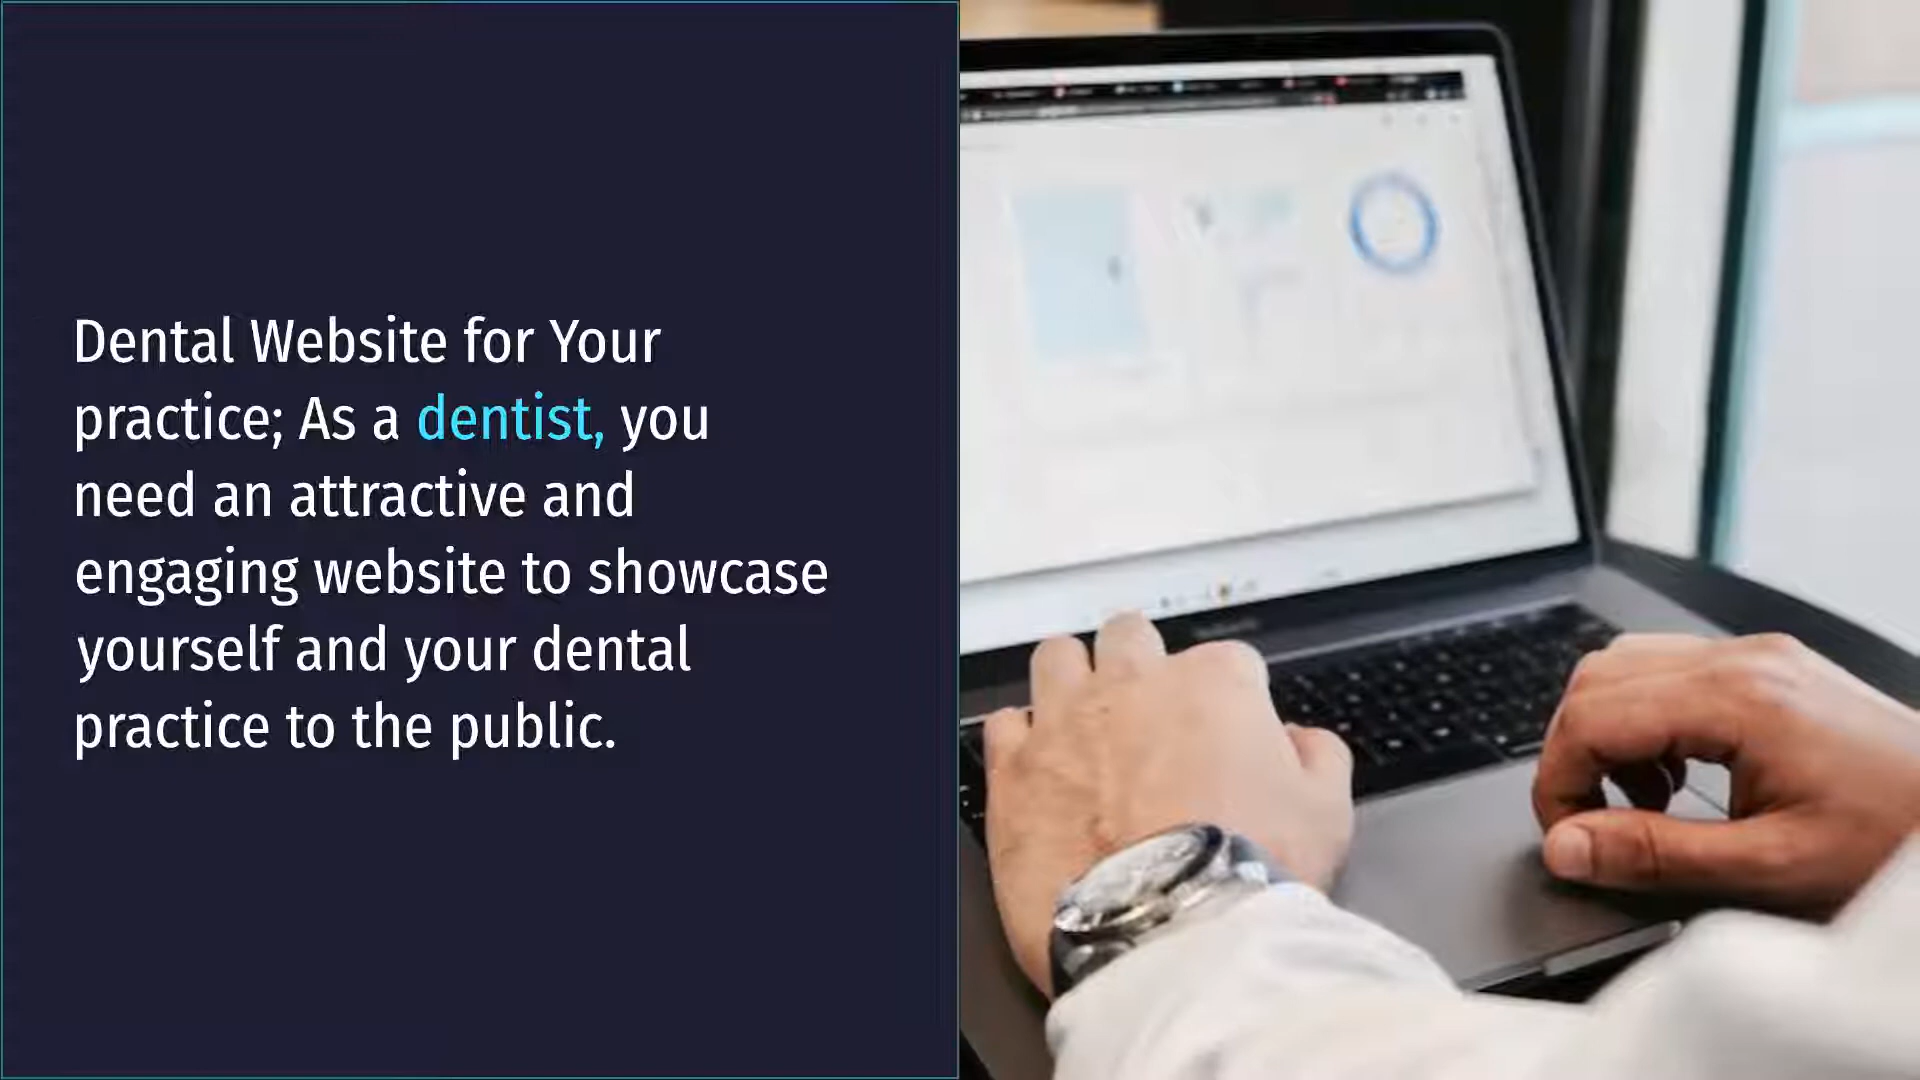 Dental Website for Your
practice; As a dentist, you
need an attractive and
engaging website to showcase
yourself and your dental
practice to the public.